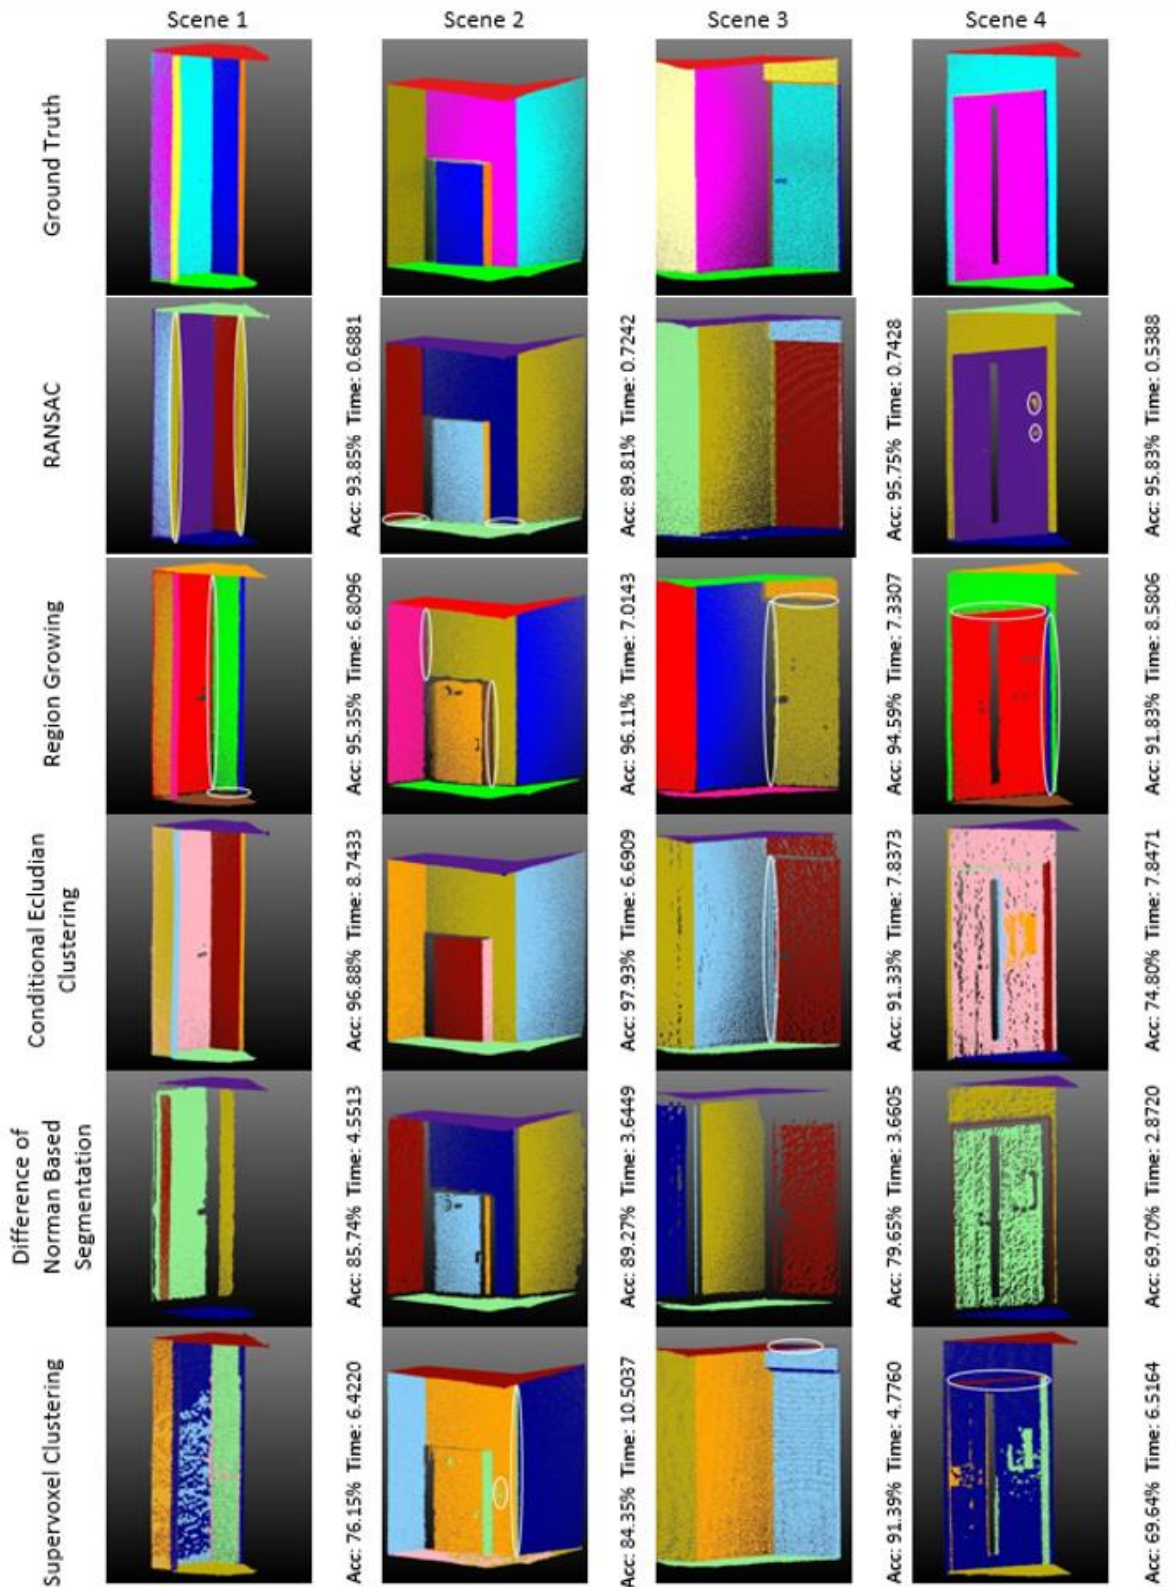 Scene 1
Scene 2
Scene 3
Scene 4
Ground Truth
RANSAC
Acc: 93.85% Time: 0.6881
Acc: 89.81% Time: 0.7242
Acc: 95.75% Time: 0.7428
Acc: 95.83% Time: 0.5388
Region Growing
Acc: 95.35% Time: 6.8096
Acc: 96.11% Time: 7.0143
Acc: 94.59% Time: 7.3307
Acc: 91.83% Time: 8.5806
Conditional Ecludian
Clustering
Acc: 96.88% Time: 8.7433
Acc: 97.93% Time: 6.6909
Acc: 91.33% Time: 7.8373
Acc: 74.80% Time: 7.8471
Difference of
Norman Based
Segmentation
Acc: 85.74% Time: 4.5513
Acc: 89.27% Time: 3.6449
Acc: 79.65% Time: 3.6605
Acc: 69.70% Time: 2.8720
Supervoxel Clustering
Acc: 76.15% Time: 6.4220
Acc: 84.35% Time: 10.5037
Acc: 91.39% Time: 4.7760
Acc: 69.64% Time: 6.5164